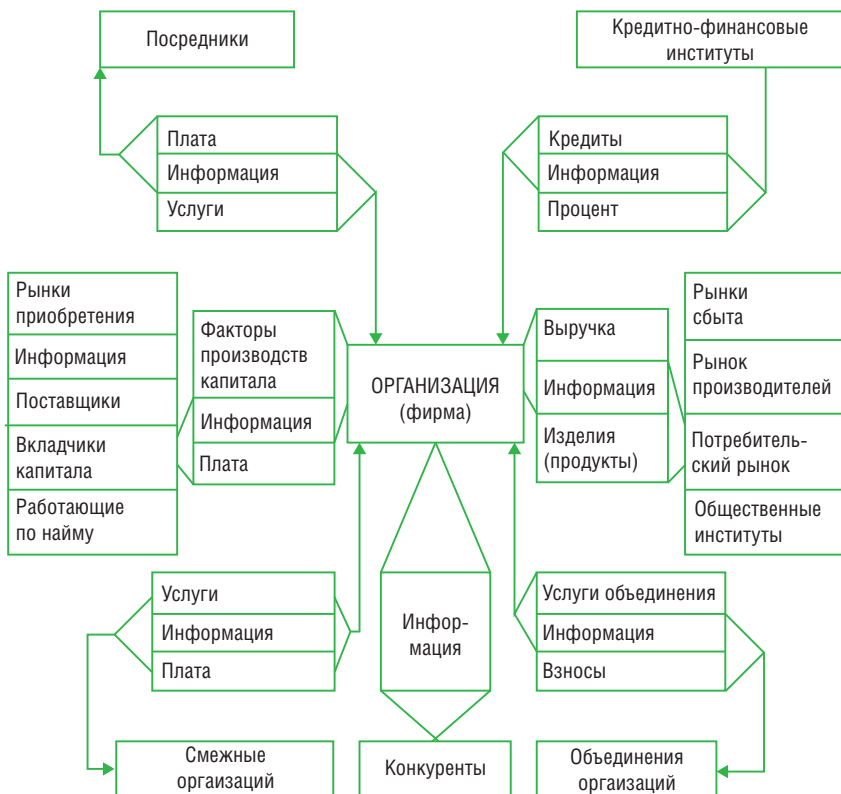 Посредники
Кредитно-финансовые
институты
Плата
Информация
Услуги
Кредиты
Информация
Процент
Рынки
приобретения
Информация
Поставщики
Вкладчики
капитала
Работающие
по найму
Факторы
производств
капитала
Информация
Плата
ОРГАНИЗАЦИЯ
(фирма)
Выручка
Информация
Изделия
(продукты)
Рынки
сбыта
Рынок
производителей
Потребитель-
ский рынок
Общественные
институты
Услуги
Информация
Плата
Инфор-
мация
Услуги объединения
Информация
Взносы
Смежные
оргаизаций
Конкуренты
Объединения
оргаизаций